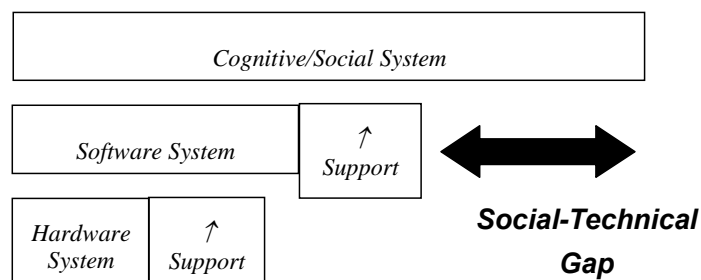 Cognitive/Social System
Software System
↑
Support
Hardware
System
↑
Support
Social-Technical
Gap